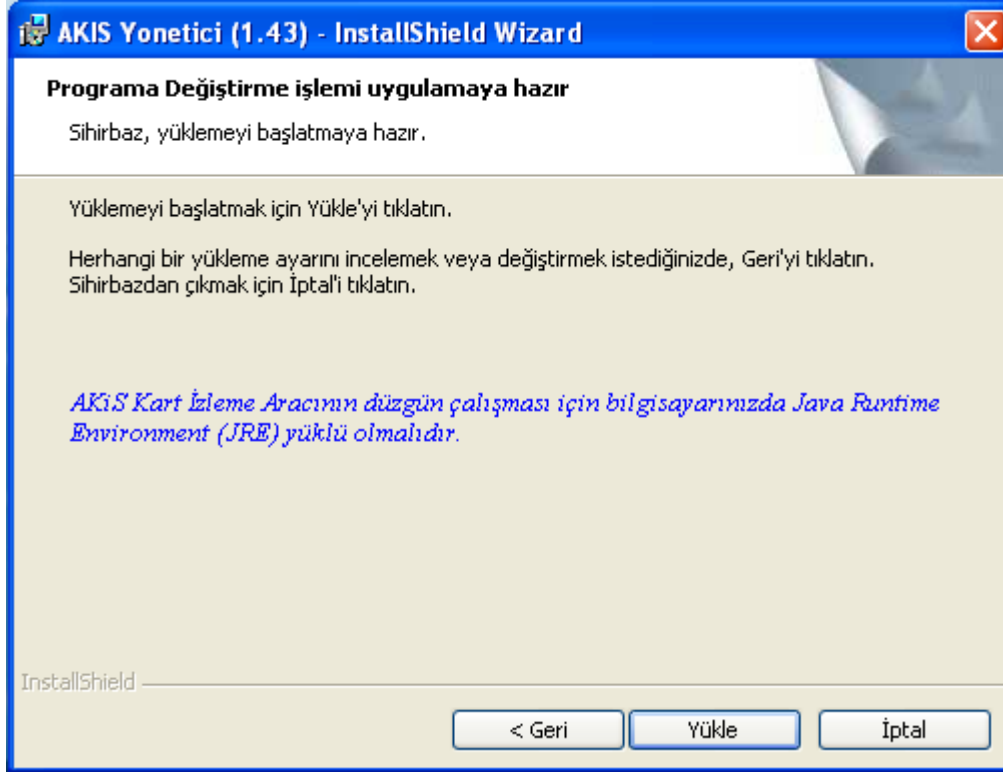 AKIS Yonetici (1.43) - InstallShield Wizard
Programa Değiştirme işlemi uygulamaya hazır
Sihirbaz, yüklemeyi başlatmaya hazır.
Yüklemeyi başlatmak için Yükle'yi tıklatın.
Herhangi bir yükleme ayarını incelemek veya değiştirmek istediğinizde, Geri'yi tıklatın.
Sihirbazdan çıkmak için İptal'i tıklatın.
AKiS Kart İzleme Aracının düzgün çalışması için bilgisayarınızda Java Runtime
Environment (JRE) yüklü olmalıdır.
InstallShield
< Geri Yükle İptal